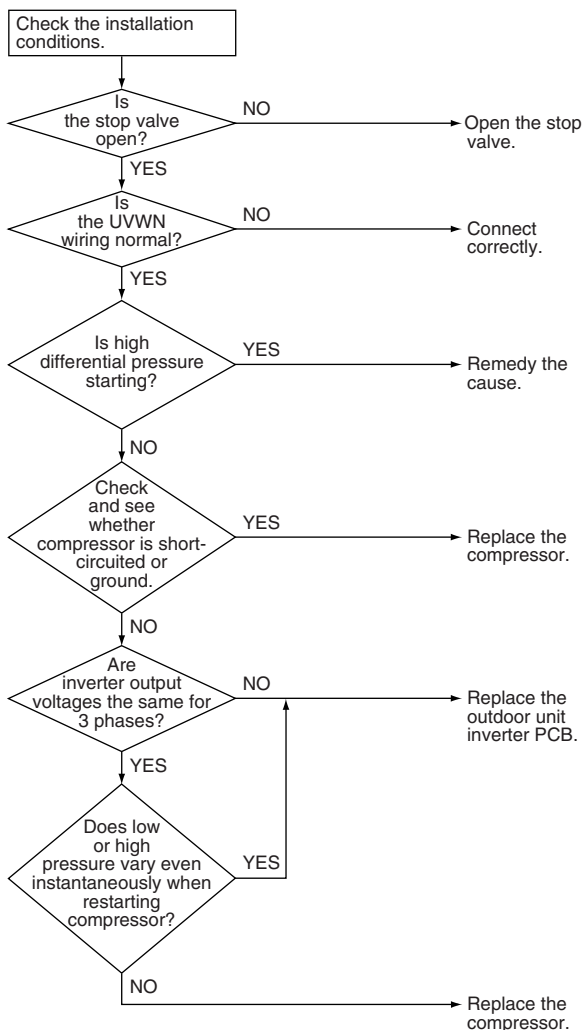 Check the installation
conditions.
Is
the stop valve
open?
NO
Open the stop
valve.
YES
Is
the UVWN
wiring normal?
NO
Connect
correctly.
YES
Is high
differential pressure
starting?
YES
Remedy the
cause.
NO
Check
and see
whether
compressor is short-
circuited or
ground.
YES
Replace the
compressor.
NO
Are
inverter output
voltages the same for
3 phases?
NO
Replace the
outdoor unit
inverter PCB.
YES
Does low
or high
pressure vary even
instantaneously when
restarting
compressor?
YES
NO
Replace the
compressor.